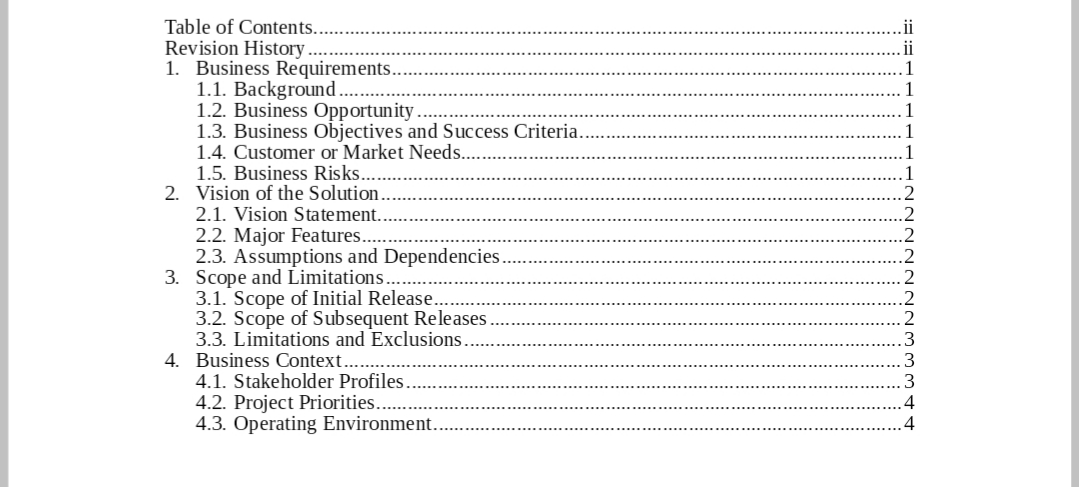 Table of Contents..........ii
Revision History..........ii
1. Business Requirements..........1
1.1. Background..........1
1.2. Business Opportunity..........1
1.3. Business Objectives and Success Criteria..........1
1.4. Customer or Market Needs..........1
1.5. Business Risks..........1
2. Vision of the Solution..........2
2.1. Vision Statement..........2
2.2. Major Features..........2
2.3. Assumptions and Dependencies..........2
3. Scope and Limitations..........2
3.1. Scope of Initial Release..........2
3.2. Scope of Subsequent Releases..........2
3.3. Limitations and Exclusions..........3
4. Business Context..........3
4.1. Stakeholder Profiles..........3
4.2. Project Priorities..........4
4.3. Operating Environment..........4